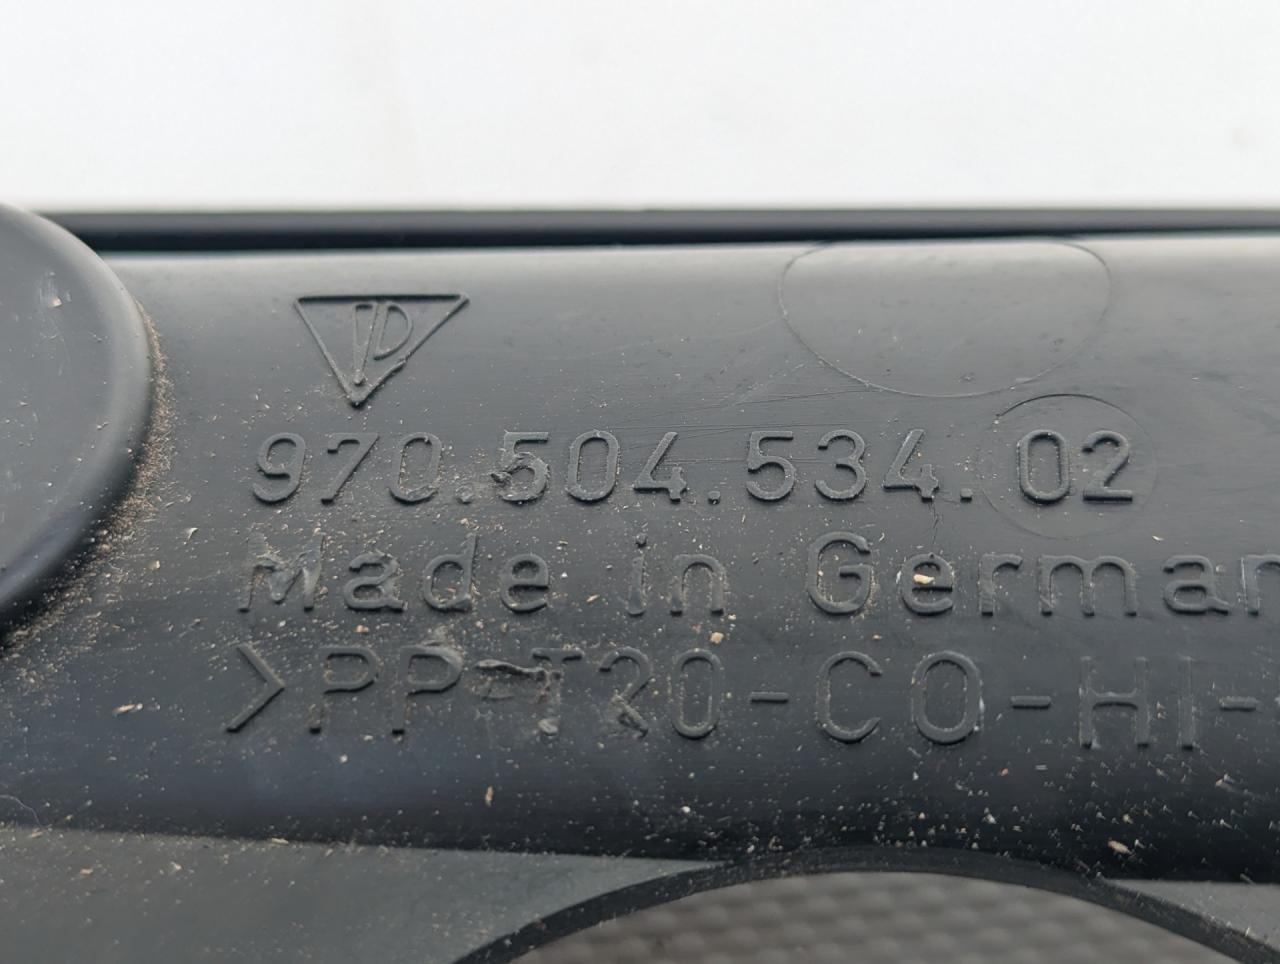 970.504.534.02
Made in German
>PP-T20-CO-HI-